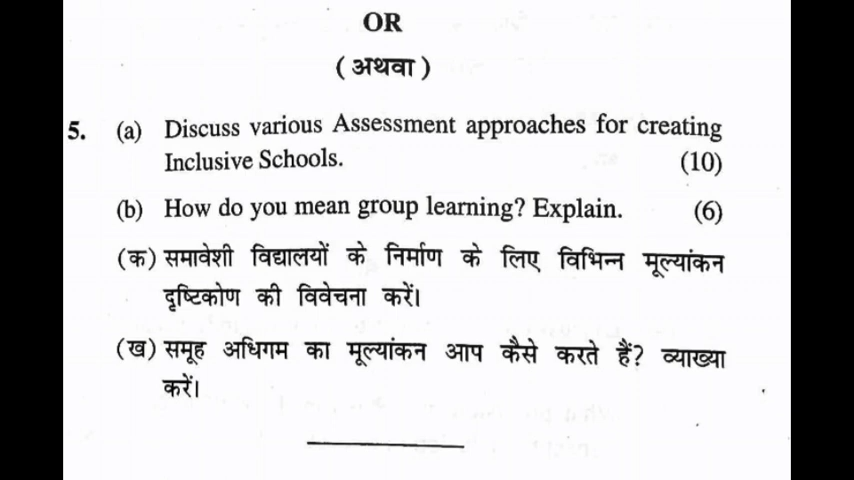 OR
(अथवा)
5. (a) Discuss various Assessment approaches for creating
Inclusive Schools. (10)
(b) How do you mean group learning? Explain. (6)
(क) समावेशी विद्यालयों के निर्माण के लिए विभिन्न मूल्यांकन
दृष्टिकोण की विवेचना करें।
(ख) समूह अधिगम का मूल्यांकन आप कैसे करते हैं? व्याख्या
करें।